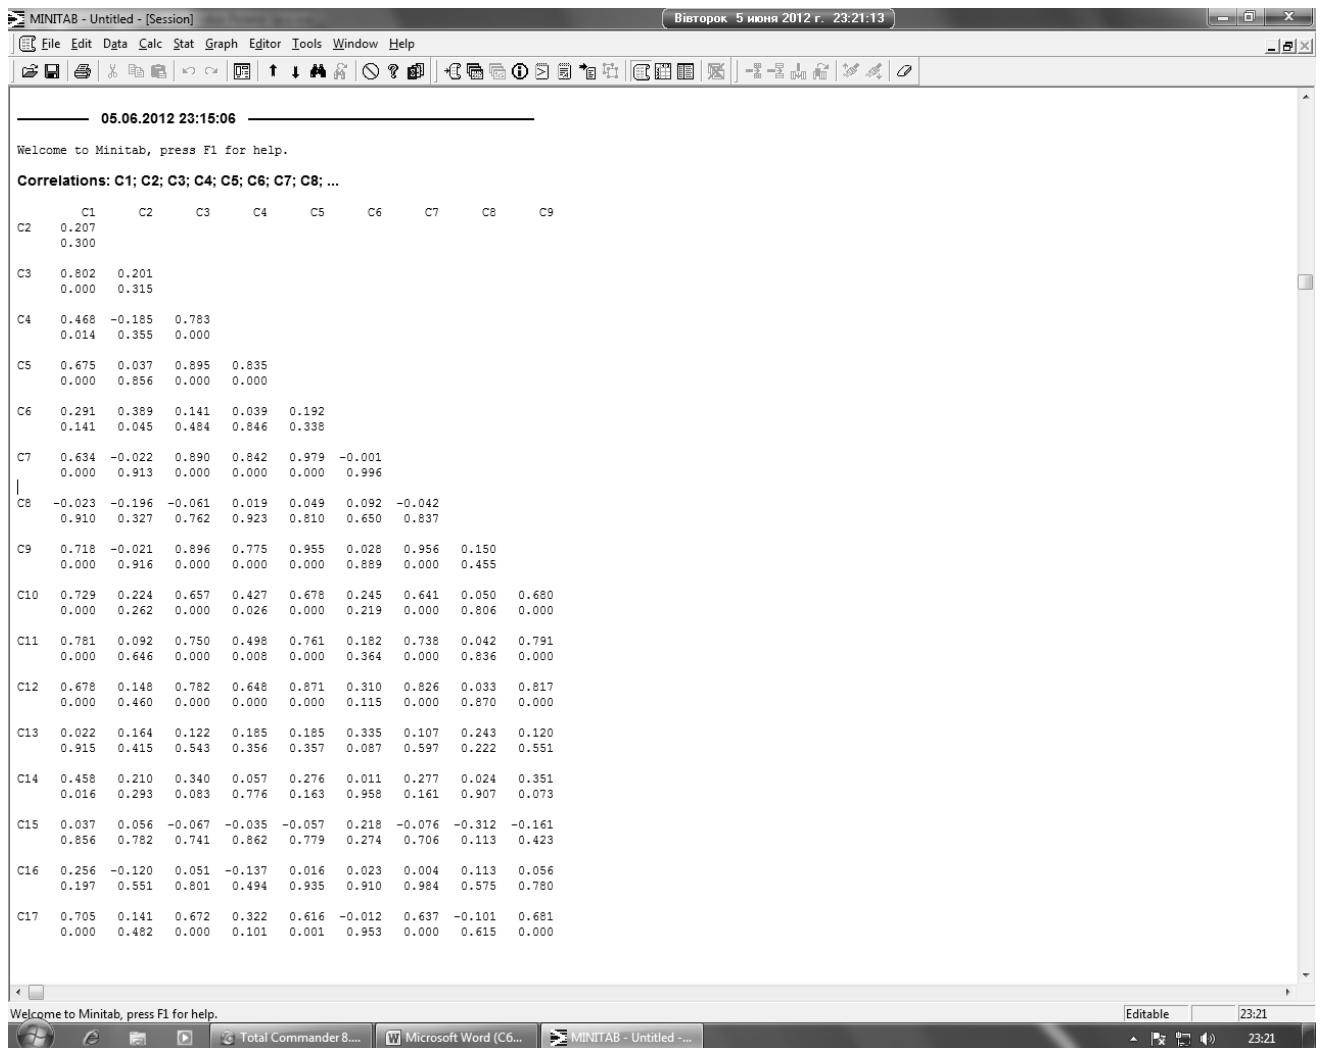 MINITAB - Untitled - [Session]
Вівторок 5 июня 2012 г. 23:21:13
File Edit Data Calc Stat Graph Editor Tools Window Help
05.06.2012 23:15:06
Welcome to Minitab, press F1 for help.
Correlations: C1; C2; C3; C4; C5; C6; C7; C8; ...
C1 C2 C3 C4 C5 C6 C7 C8 C9
C2 0.207
0.300
C3 0.802 0.201
0.000 0.315
C4 0.468 -0.185 0.783
0.014 0.355 0.000
C5 0.675 0.037 0.895 0.835
0.000 0.856 0.000 0.000
C6 0.291 0.389 0.141 0.039 0.192
0.141 0.045 0.484 0.846 0.338
C7 0.634 -0.022 0.890 0.842 0.979 -0.001
0.000 0.913 0.000 0.000 0.000 0.996
C8 -0.023 -0.196 -0.061 0.019 0.049 0.092 -0.042
0.910 0.327 0.762 0.923 0.810 0.650 0.837
C9 0.718 -0.021 0.896 0.775 0.955 0.028 0.956 0.150
0.000 0.916 0.000 0.000 0.000 0.889 0.000 0.455
C10 0.729 0.224 0.657 0.427 0.678 0.245 0.641 0.050 0.680
0.000 0.262 0.000 0.026 0.000 0.219 0.000 0.806 0.000
C11 0.781 0.092 0.750 0.498 0.761 0.182 0.738 0.042 0.791
0.000 0.646 0.000 0.008 0.000 0.364 0.000 0.836 0.000
C12 0.678 0.148 0.782 0.648 0.871 0.310 0.826 0.033 0.817
0.000 0.460 0.000 0.000 0.000 0.115 0.000 0.870 0.000
C13 0.022 0.164 0.122 0.185 0.185 0.335 0.107 0.243 0.120
0.915 0.415 0.543 0.356 0.357 0.087 0.597 0.222 0.551
C14 0.458 0.210 0.340 0.057 0.276 0.011 0.277 0.024 0.351
0.016 0.293 0.083 0.776 0.163 0.958 0.161 0.907 0.073
C15 0.037 0.056 -0.067 -0.035 -0.057 0.218 -0.076 -0.312 -0.161
0.856 0.782 0.741 0.862 0.779 0.274 0.706 0.113 0.423
C16 0.256 -0.120 0.051 -0.137 0.016 0.023 0.004 0.113 0.056
0.197 0.551 0.801 0.494 0.935 0.910 0.984 0.575 0.780
C17 0.705 0.141 0.672 0.322 0.616 -0.012 0.637 -0.101 0.681
0.000 0.482 0.000 0.101 0.001 0.953 0.000 0.615 0.000
Welcome to Minitab, press F1 for help. Editable 23:21
Total Commander 8.... Microsoft Word (C6... MINITAB - Untitled -... 23:21